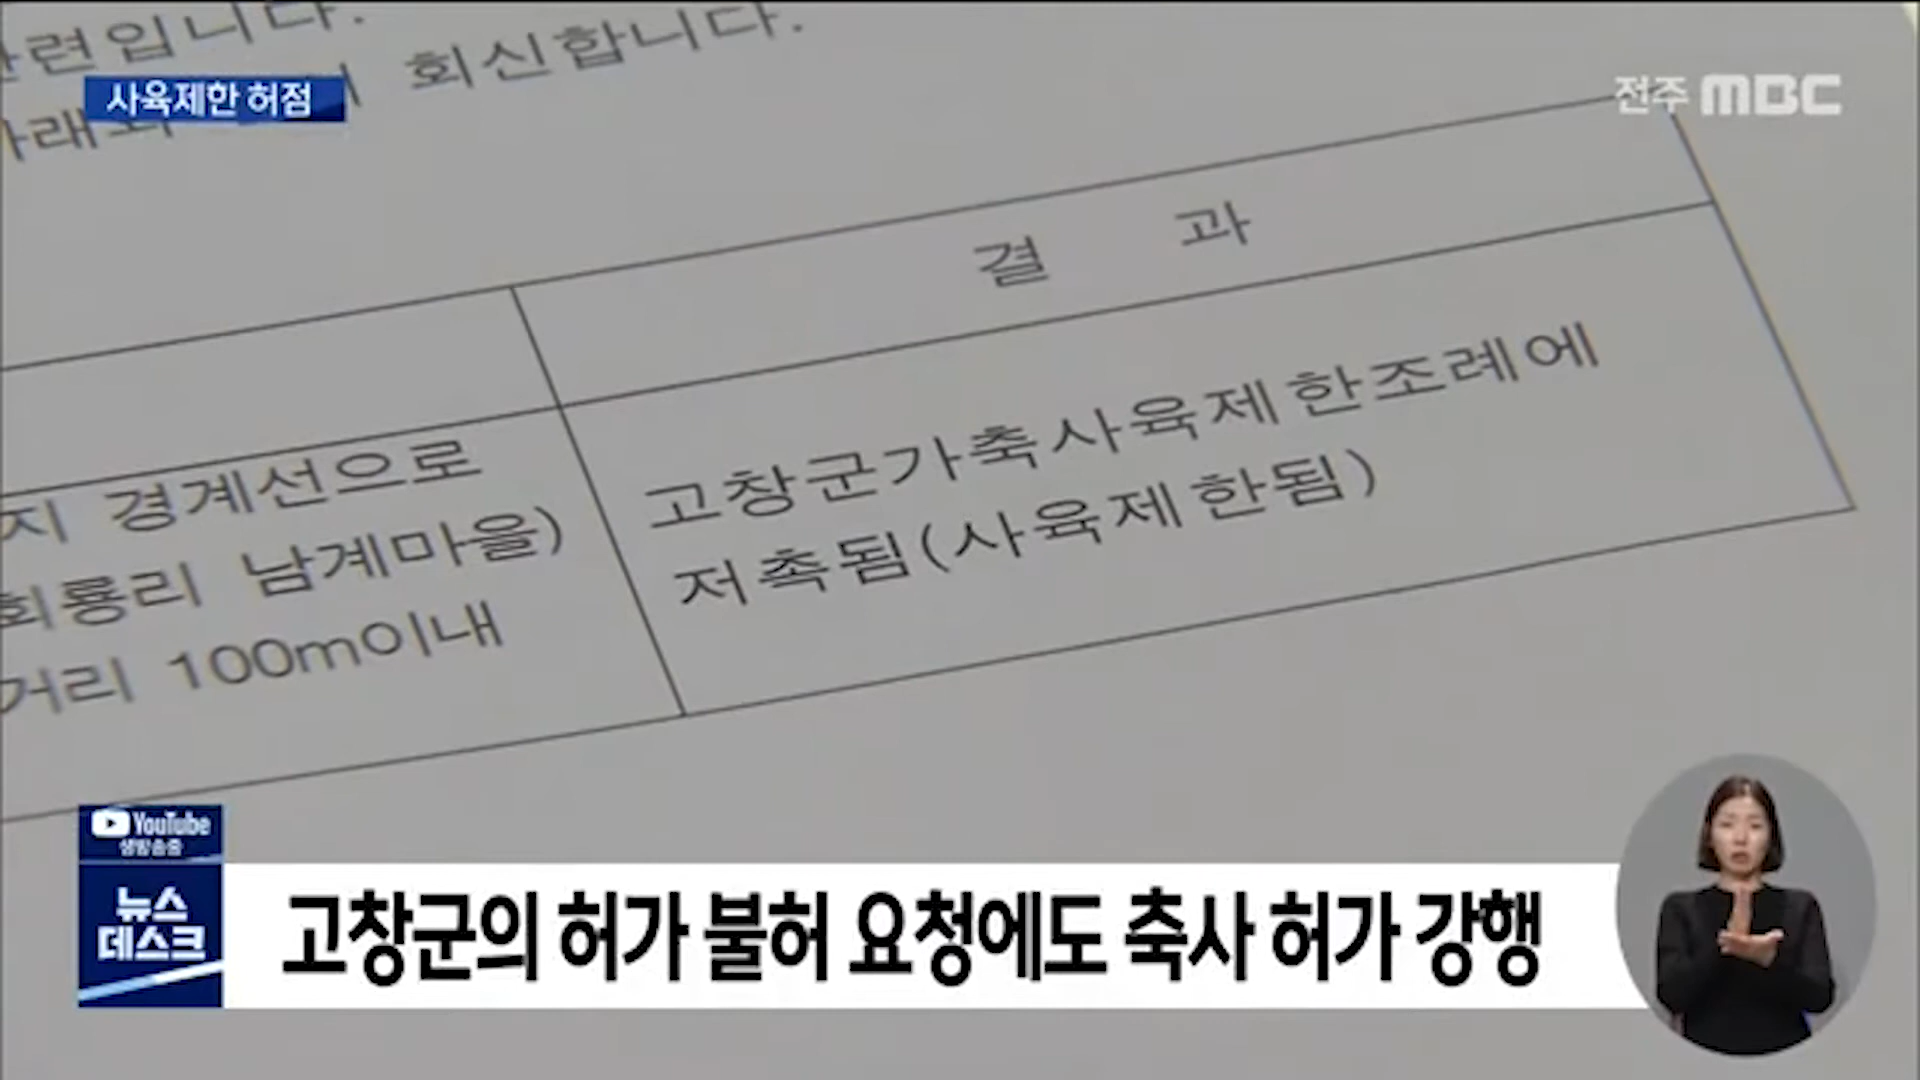 련입니다.
회신합니다.
사육제한 허점
전주 MBC
결 과
지 경계선으로
회룡리 남계마을)
거리 100m이내
고창군가축사육제한조례에
저촉됨(사육제한됨)
YouTube
생방송중
뉴스
데스크
고창군의 허가 불허 요청에도 축사 허가 강행